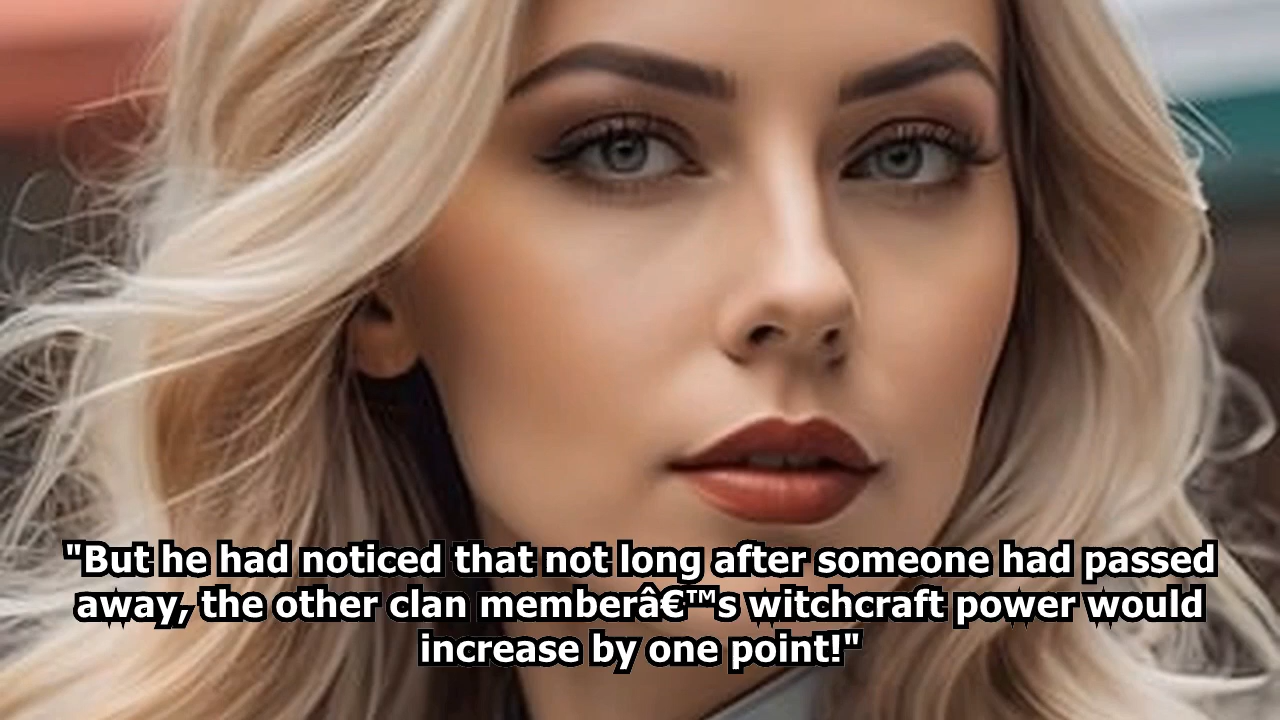 "But he had noticed that not long after someone had passed
away, the other clan memberâ€™s witchcraft power would
increase by one point!"